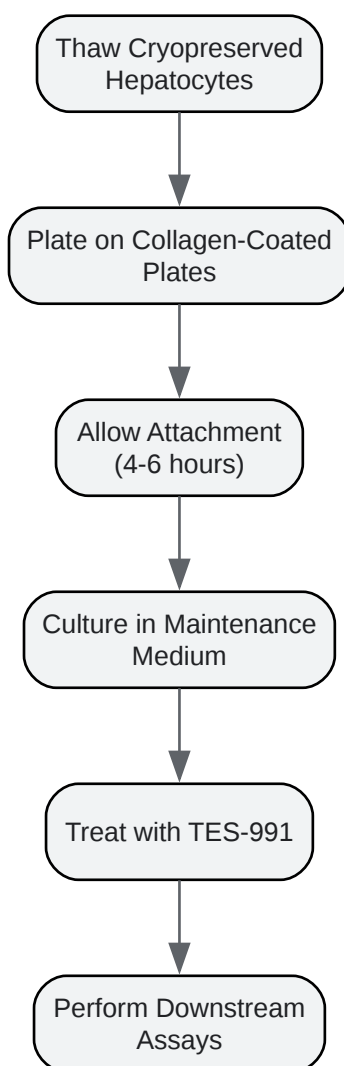 Thaw Cryopreserved
Hepatocytes
Plate on Collagen-Coated
Plates
Allow Attachment
(4-6 hours)
Culture in Maintenance
Medium
Treat with TES-991
Perform Downstream
Assays